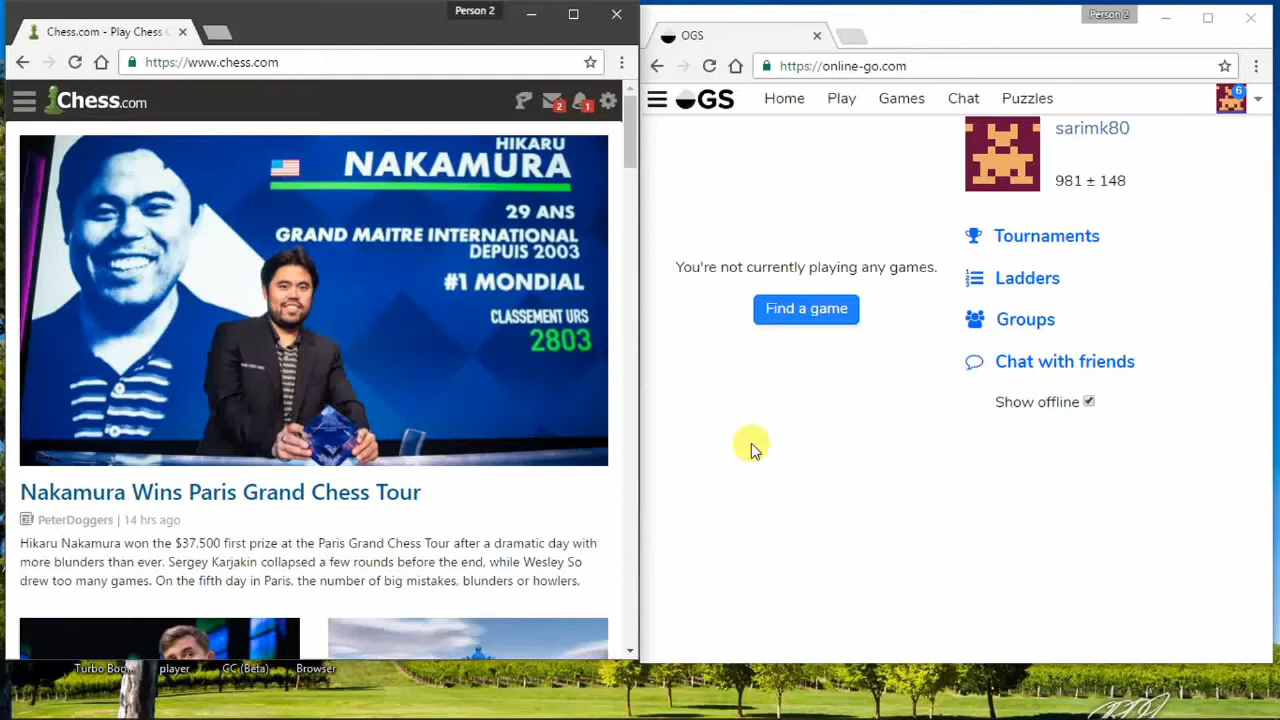 Person 2
Chess.com - Play Chess
https://www.chess.com
Chess.com
2
1
HIKARU
NAKAMURA
29 ANS
GRAND MAITRE INTERNATIONAL
DEPUIS 2003
#1 MONDIAL
CLASSEMENT URS
2803
Nakamura Wins Paris Grand Chess Tour
PeterDoggers | 14 hrs ago
Hikaru Nakamura won the $37,500 first prize at the Paris Grand Chess Tour after a dramatic day with
more blunders than ever. Sergey Karjakin collapsed a few rounds before the end, while Wesley So
drew too many games. On the fifth day in Paris, the number of big mistakes, blunders or howlers.
Turbo Boo
player
GC (Beta)
Browser
Person 2
OGS
https://online-go.com
GS
Home Play Games Chat Puzzles
6
sarimk80
981 ± 148
Tournaments
You're not currently playing any games.
Ladders
Find a game
Groups
Chat with friends
Show offline